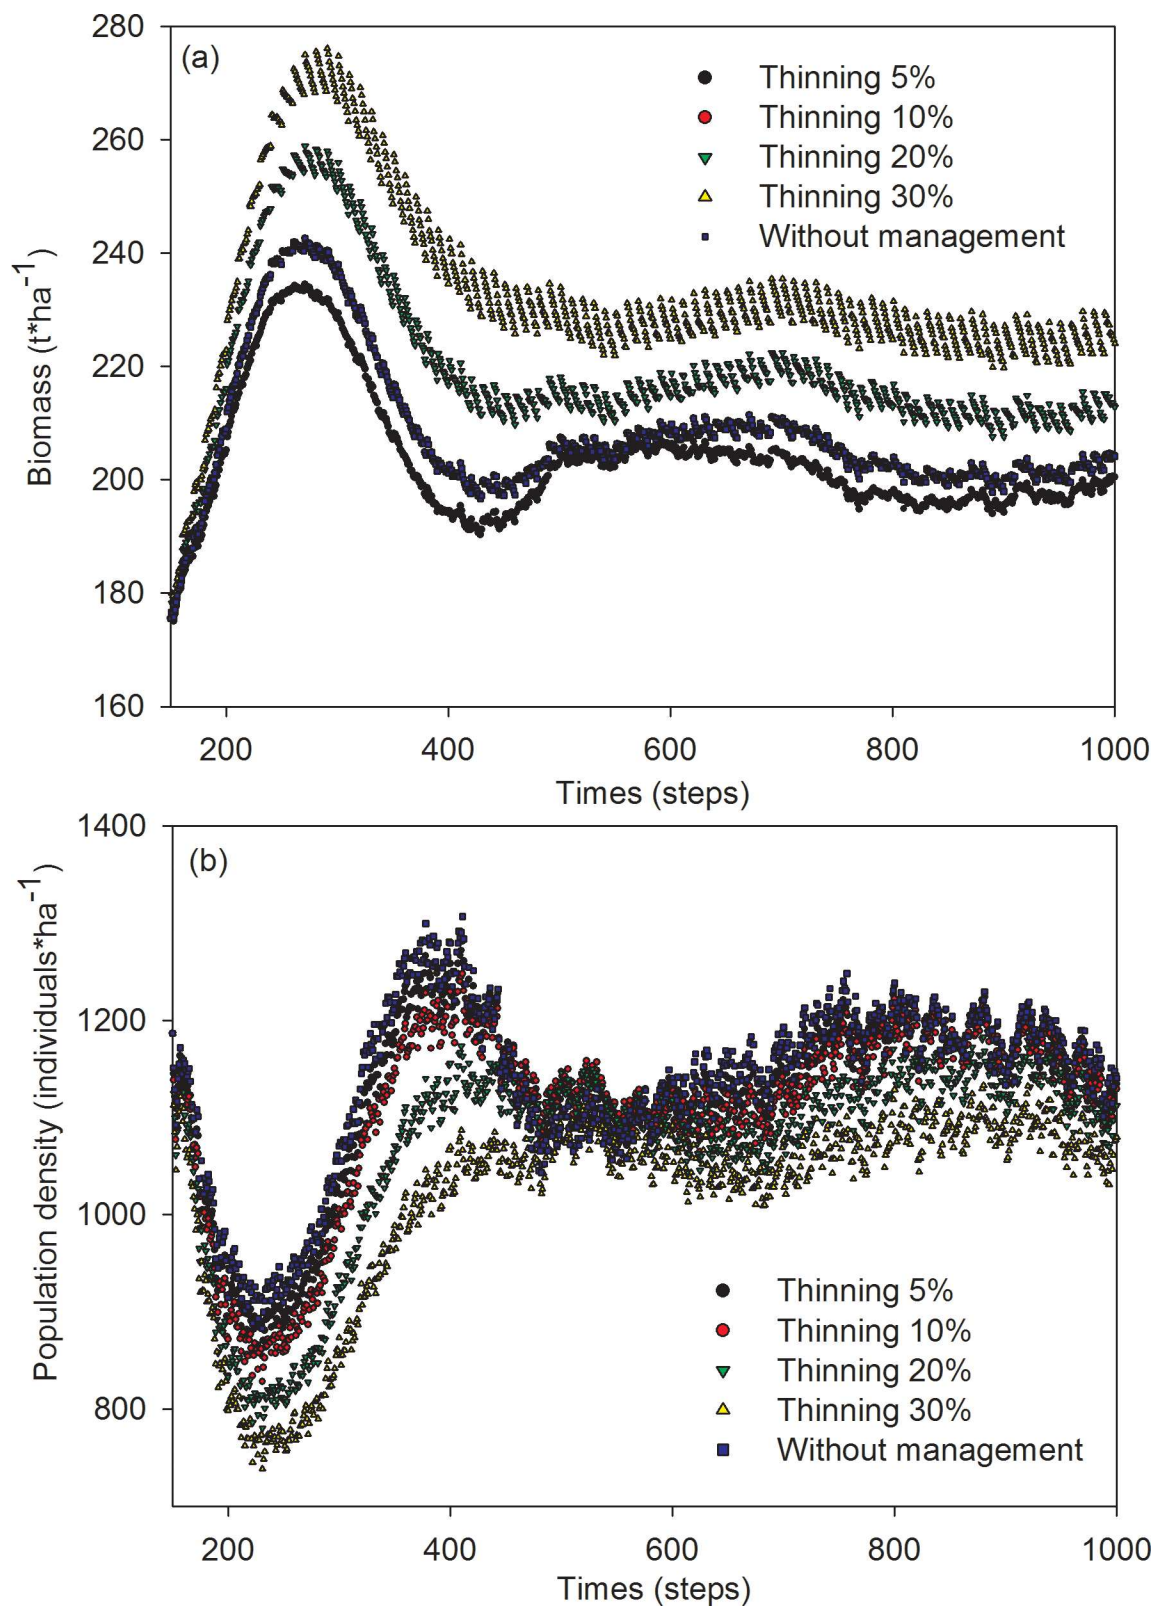 280
(a)
Thinning 5%
260
Thinning 10%
Thinning 20%
Thinning 30%
240
Without management
Biomass (t*ha⁻¹)
220
200
180
160
200 400 600 800 1000
Times (steps)
1400
(b)
Population density (individuals*ha⁻¹)
1200
1000
Thinning 5%
Thinning 10%
Thinning 20%
800
Thinning 30%
Without management
200 400 600 800 1000
Times (steps)